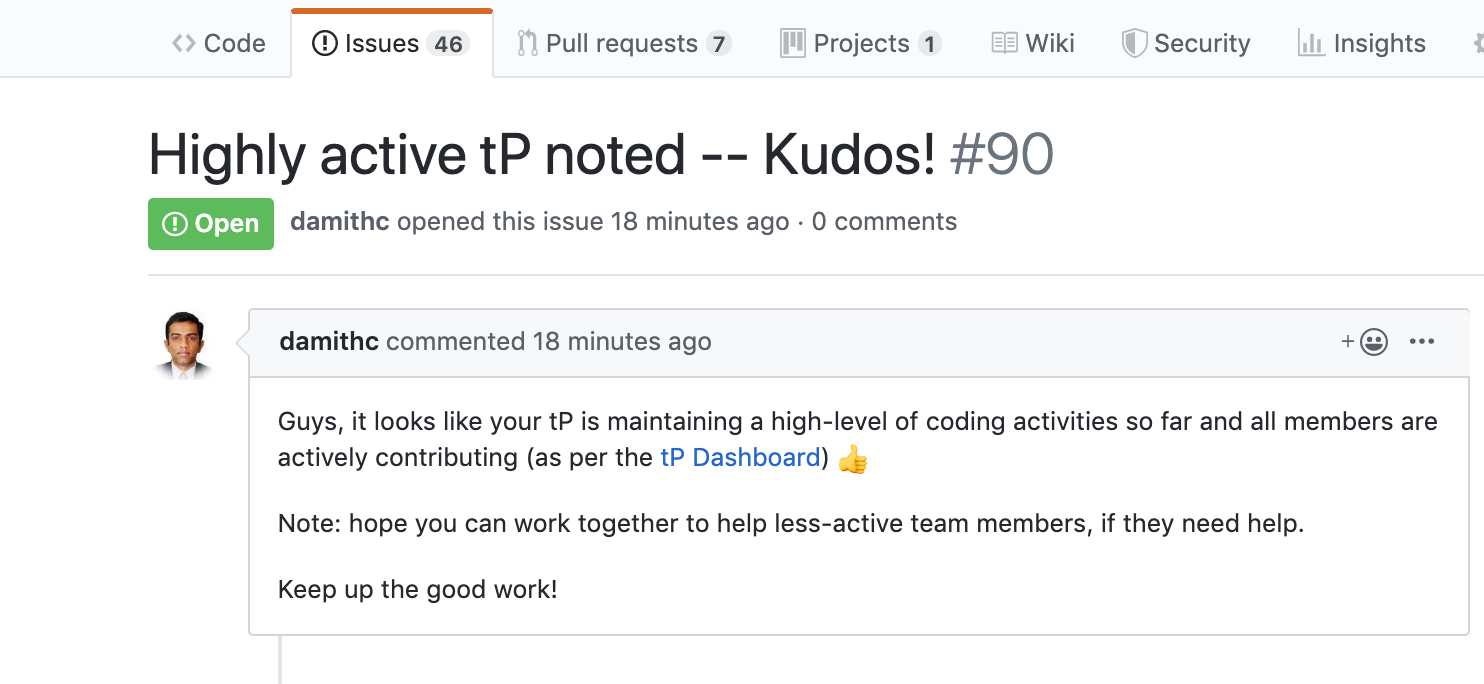 Code Issues 46 Pull requests 7 Projects 1 Wiki Security Insights
Highly active tP noted -- Kudos! #90
Open damithc opened this issue 18 minutes ago · 0 comments
damithc commented 18 minutes ago
Guys, it looks like your tP is maintaining a high-level of coding activities so far and all members are
actively contributing (as per the tP Dashboard) 👍
Note: hope you can work together to help less-active team members, if they need help.
Keep up the good work!